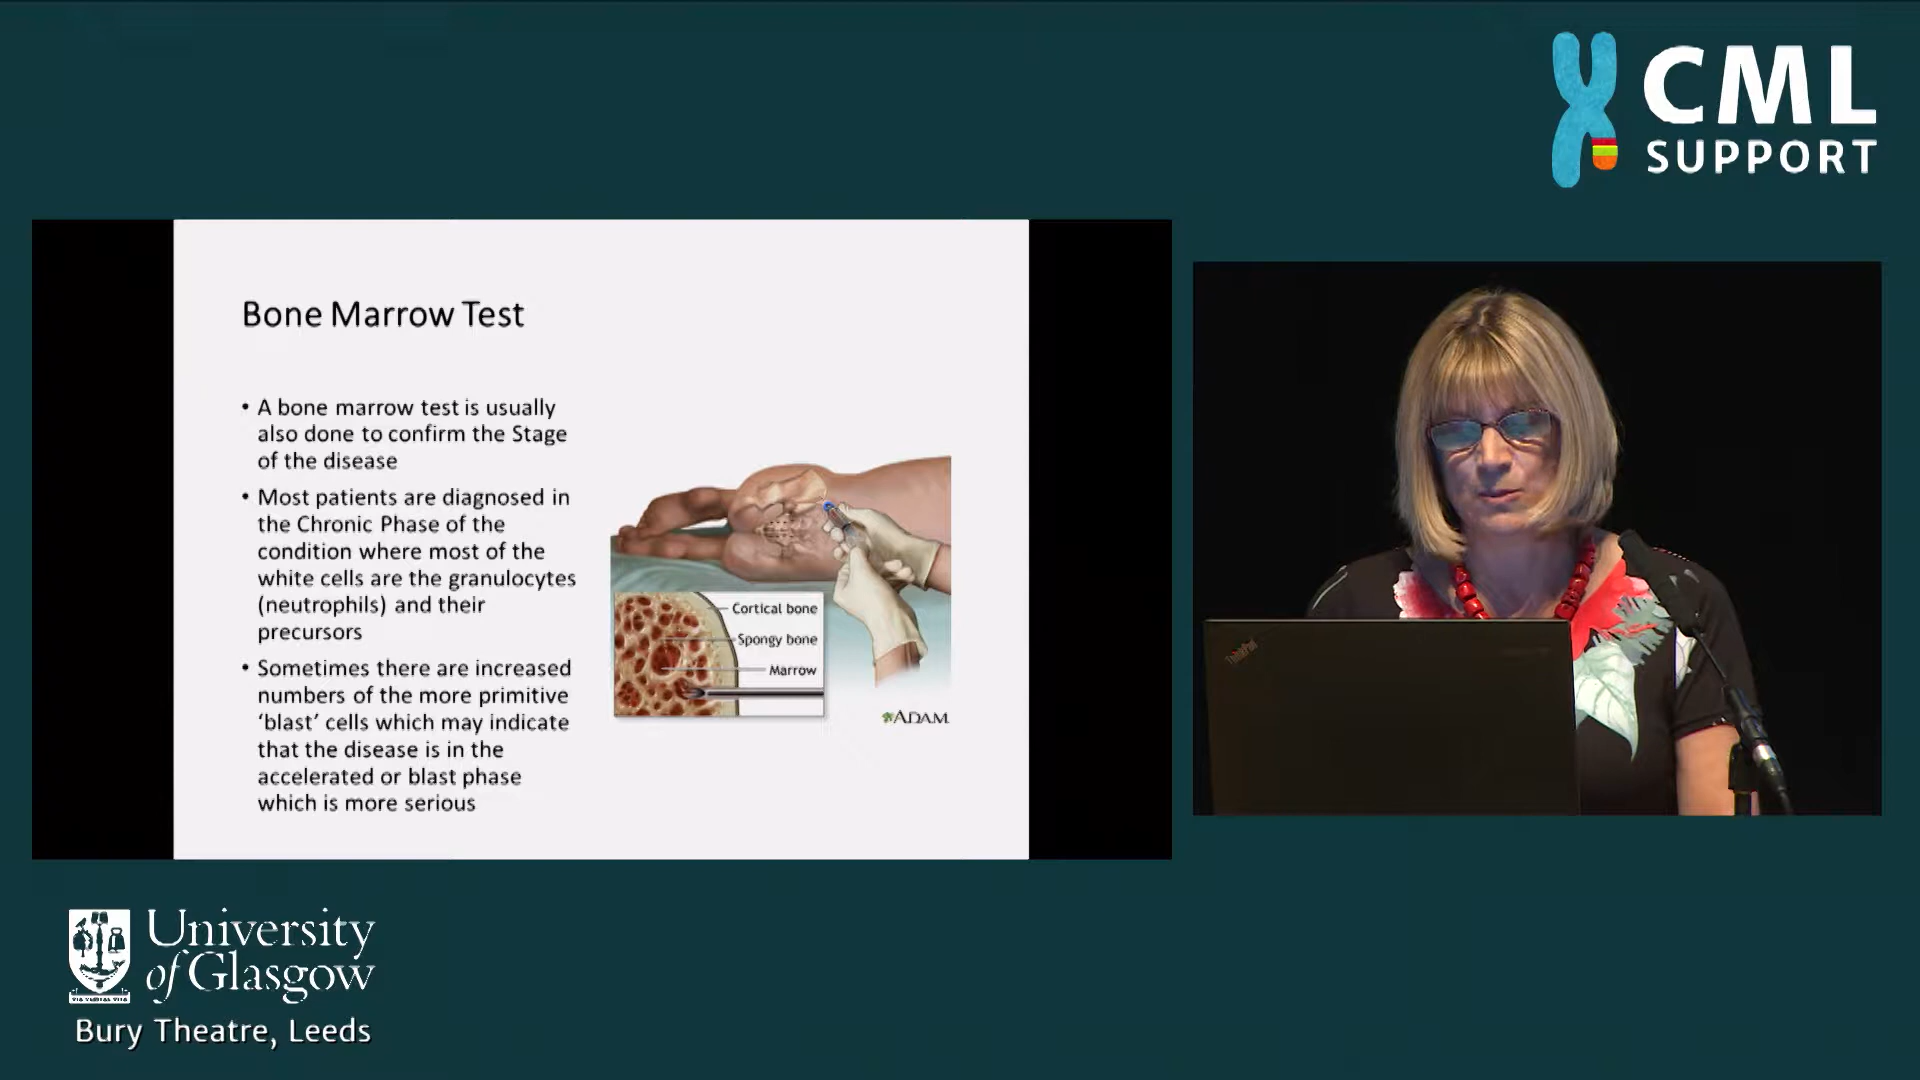 CML
SUPPORT
Bone Marrow Test
• A bone marrow test is usually
also done to confirm the Stage
of the disease
• Most patients are diagnosed in
the Chronic Phase of the
condition where most of the
white cells are the granulocytes
(neutrophils) and their
precursors
• Sometimes there are increased
numbers of the more primitive
‘blast’ cells which may indicate
that the disease is in the
accelerated or blast phase
which is more serious
Cortical bone
Spongy bone
Marrow
ADAM
ThinkPad
University
of Glasgow
VIA VERITAS VITA
Bury Theatre, Leeds